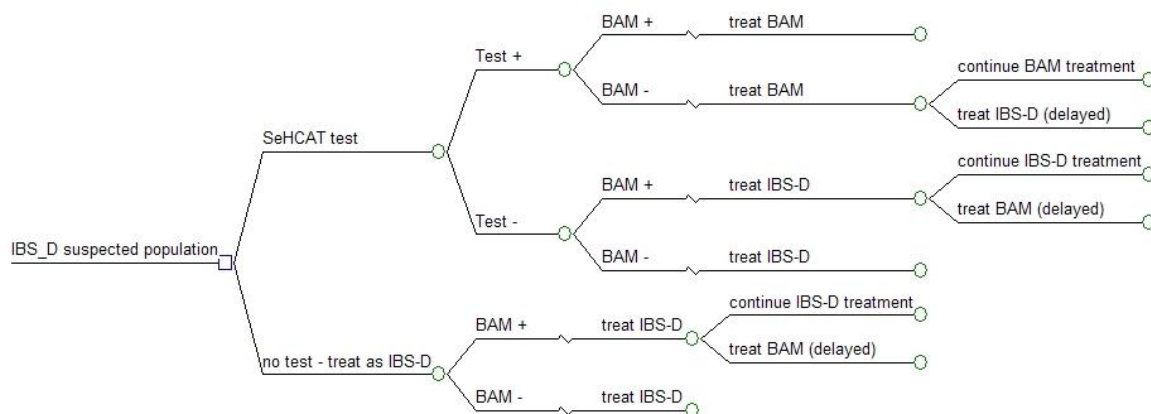 BAM + treat BAM
Test +
continue BAM treatment
BAM - treat BAM
treat IBS-D (delayed)
SeHCAT test
continue IBS-D treatment
BAM + treat IBS-D
treat BAM (delayed)
Test -
IBS_D suspected population
BAM - treat IBS-D
continue IBS-D treatment
BAM + treat IBS-D
treat BAM (delayed)
no test - treat as IBS-D
BAM - treat IBS-D